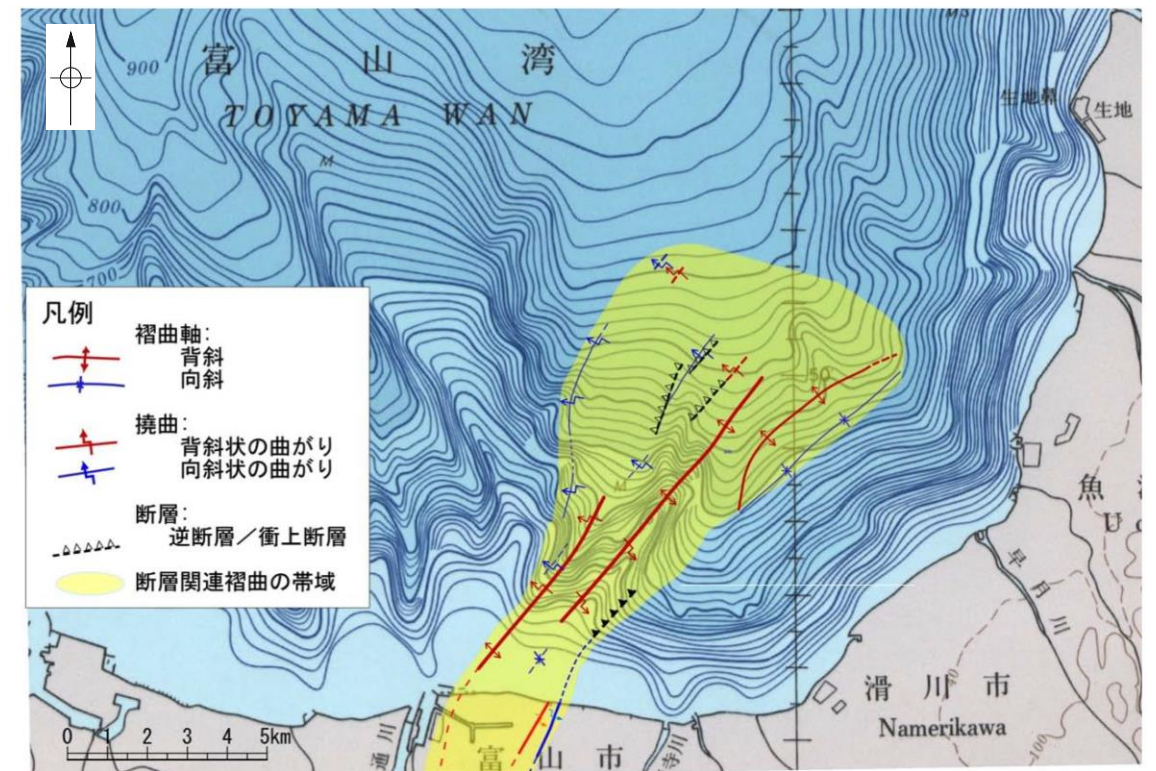 富山湾
TOYAMA WAN
900
M
800
700
生地鼻
生地
凡例
褶曲軸：
背斜
向斜
撓曲：
背斜状の曲がり
向斜状の曲がり
断層：
逆断層／衝上断層
断層関連褶曲の帯域
50
M
魚
U
早月川
滑川市
Namerikawa
100
富山市
0 1 2 3 4 5km